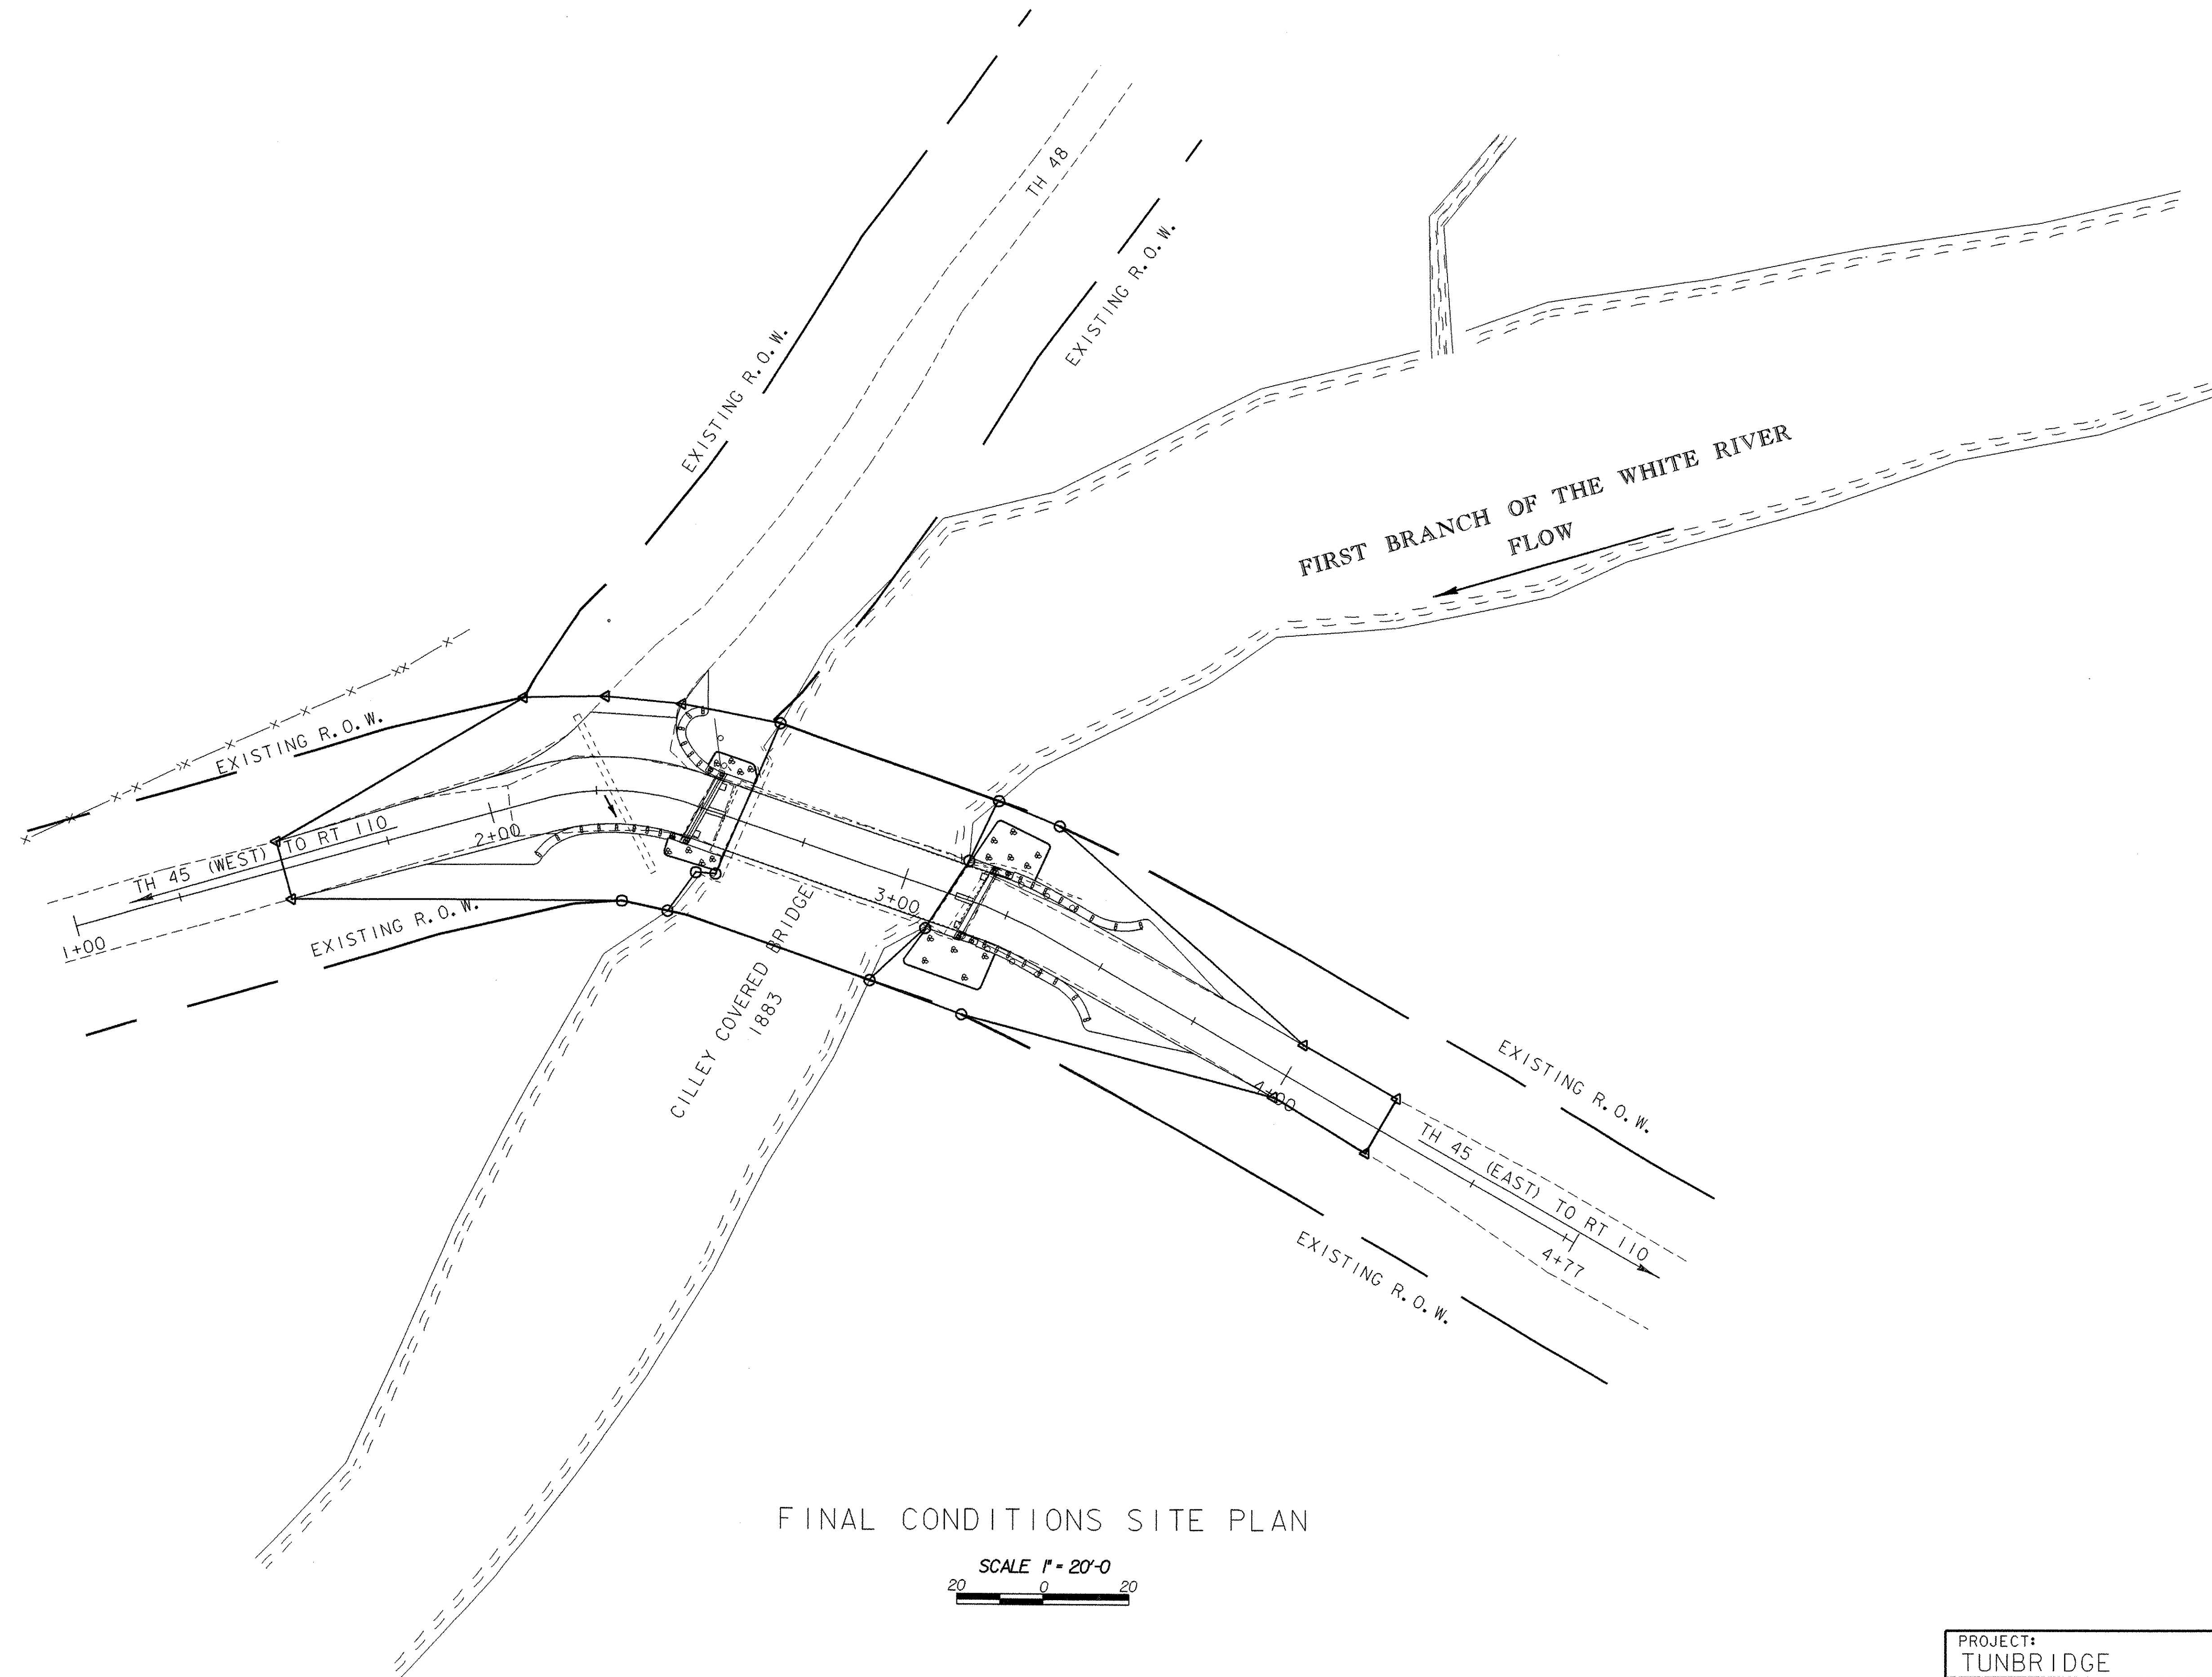 TH 48
EXISTING R.O.W.
EXISTING R.O.W.
FIRST BRANCH OF THE WHITE RIVER
FLOW
EXISTING R.O.W.
TH 45 (WEST) TO RT 110
2+00
1+00
EXISTING R.O.W.
3+00
CILLEY COVERED BRIDGE
1883
4+00
EXISTING R.O.W.
TH 45 (EAST) TO RT 110
4+77
EXISTING R.O.W.
FINAL CONDITIONS SITE PLAN
SCALE 1" = 20'-0
20 0 20
PROJECT:
TUNBRIDGE